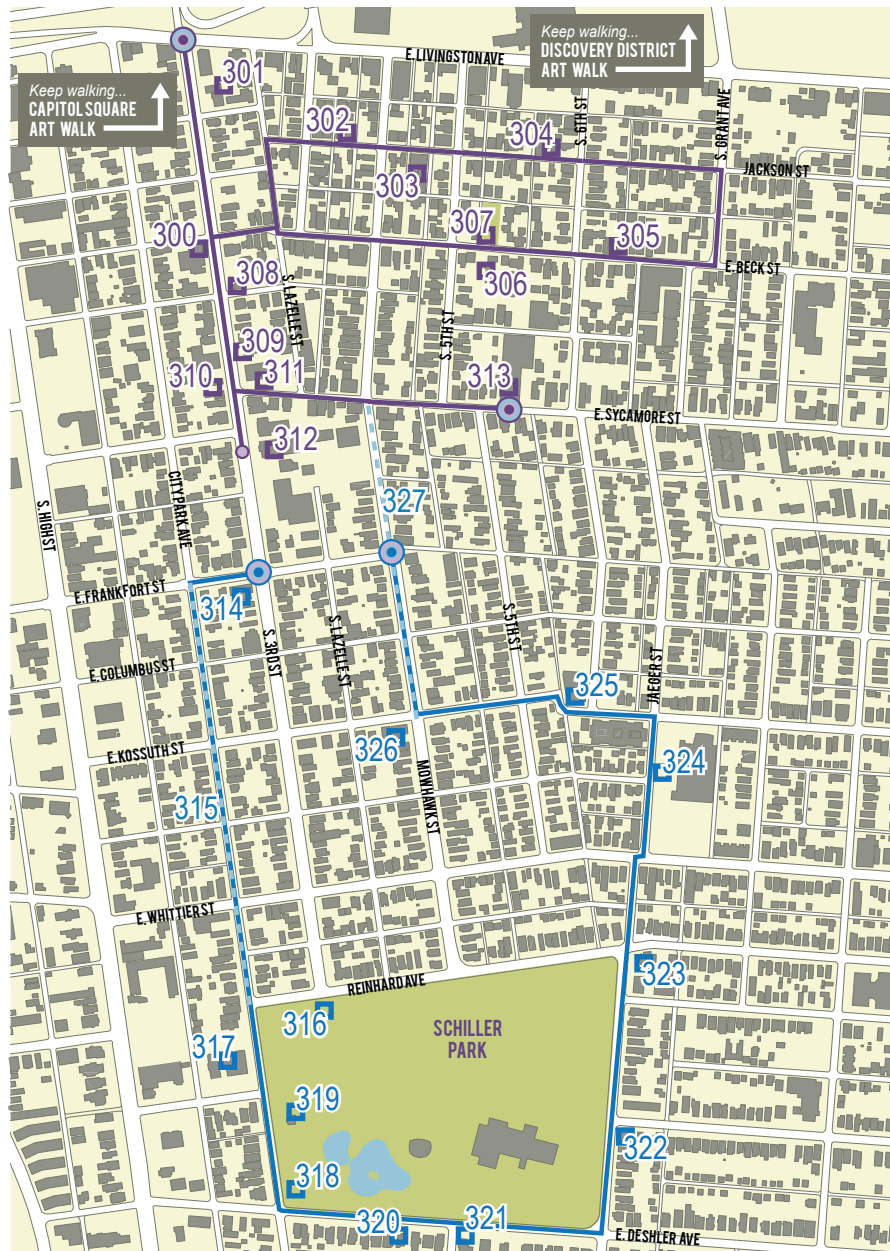 Keep walking...
DISCOVERY DISTRICT
ART WALK
E. LIVINGSTON AVE
Keep walking...
CAPITOL SQUARE
ART WALK
301
302
304
S. 6TH ST
S. GRANT AVE
JACKSON ST
303
307
300
305
E. BECK ST
308
S. LAZELLE ST
306
S. 5TH ST
309
310
311
313
E. SYCAMORE ST
312
CITY PARK AVE
S. HIGH ST
327
E. FRANKFORT ST
314
S. 3RD ST
S. LAZELLE ST
S. 5TH ST
JAEGER ST
E. COLUMBUS ST
325
E. KOSSUTH ST
326
MOWHAWK ST
324
315
E. WHITTIER ST
323
REINHARD AVE
316
SCHILLER
PARK
317
319
322
318
320
321
E. DESHLER AVE